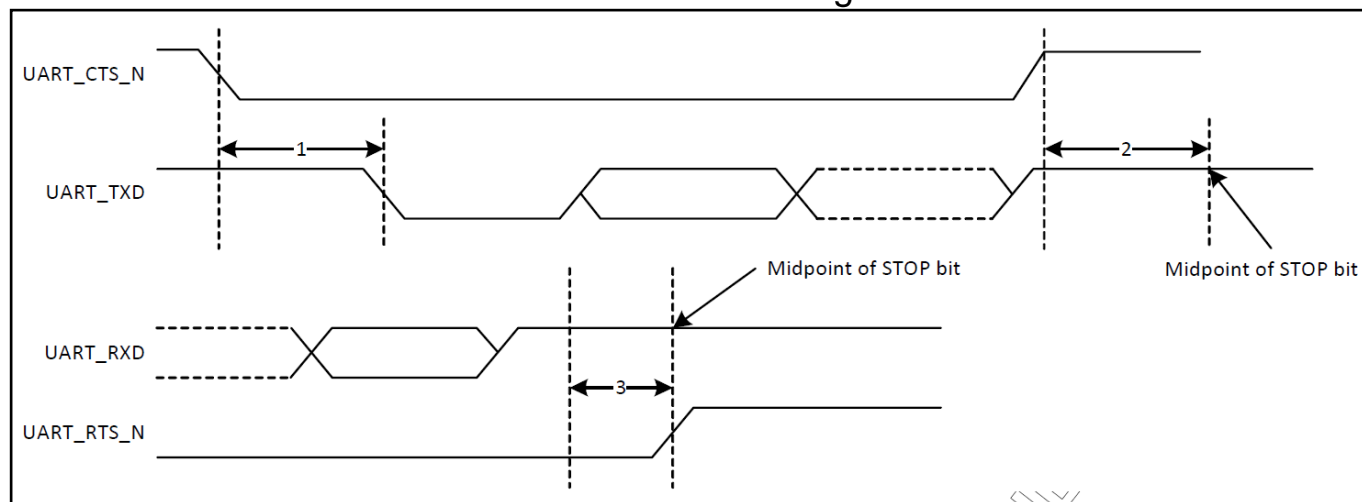 UART_CTS_N
1
2
UART_TXD
Midpoint of STOP bit
Midpoint of STOP bit
UART_RXD
3
UART_RTS_N